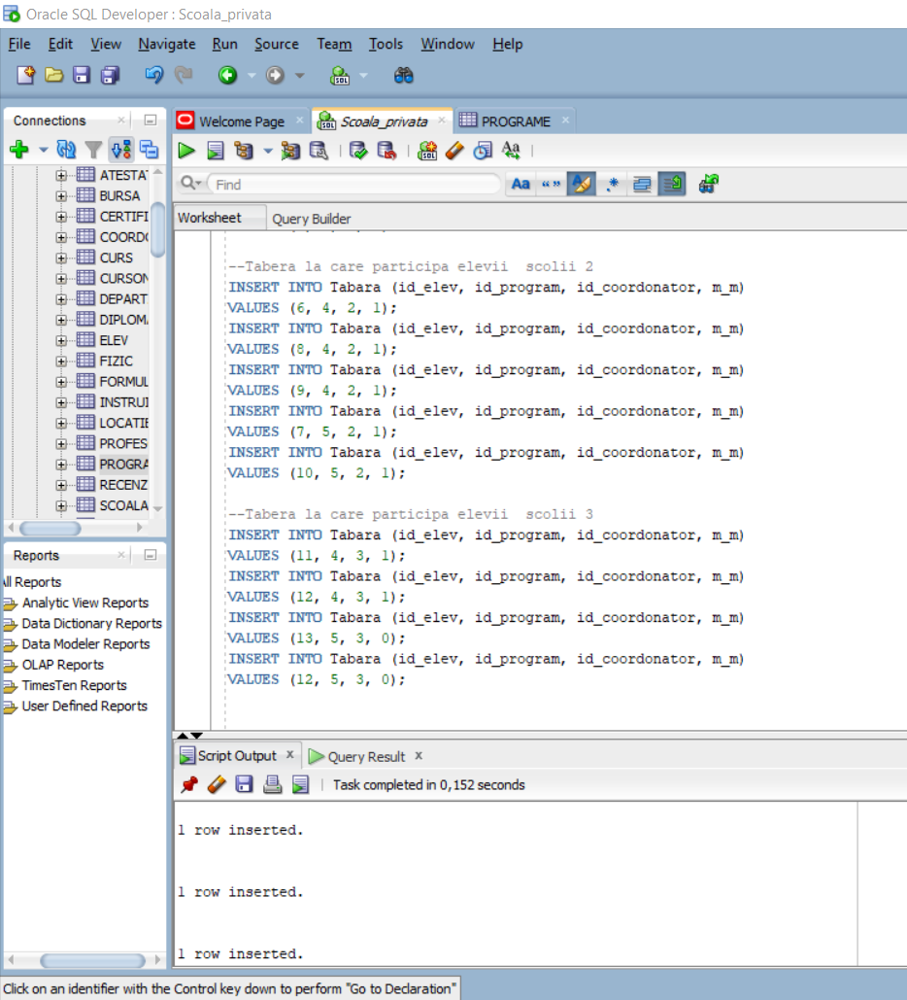 Oracle SQL Developer : Scoala_privata
File Edit View Navigate Run Source Team Tools Window Help
Connections
ATESTAT
BURSA
CERTIFI
COORDO
CURS
CURSON
DEPART
DIPLOM
ELEV
FIZIC
FORMUL
INSTRUI
LOCATIE
PROFES
PROGRA
RECENZ
SCOALA
Reports
All Reports
Analytic View Reports
Data Dictionary Reports
Data Modeler Reports
OLAP Reports
TimesTen Reports
User Defined Reports
Welcome Page Scoala_privata PROGRAME
Find
Aa “ ” .*
Worksheet Query Builder
--Tabera la care participa elevii  scolii 2
INSERT INTO Tabara (id_elev, id_program, id_coordonator, m_m)
VALUES (6, 4, 2, 1);
INSERT INTO Tabara (id_elev, id_program, id_coordonator, m_m)
VALUES (8, 4, 2, 1);
INSERT INTO Tabara (id_elev, id_program, id_coordonator, m_m)
VALUES (9, 4, 2, 1);
INSERT INTO Tabara (id_elev, id_program, id_coordonator, m_m)
VALUES (7, 5, 2, 1);
INSERT INTO Tabara (id_elev, id_program, id_coordonator, m_m)
VALUES (10, 5, 2, 1);
--Tabera la care participa elevii  scolii 3
INSERT INTO Tabara (id_elev, id_program, id_coordonator, m_m)
VALUES (11, 4, 3, 1);
INSERT INTO Tabara (id_elev, id_program, id_coordonator, m_m)
VALUES (12, 4, 3, 1);
INSERT INTO Tabara (id_elev, id_program, id_coordonator, m_m)
VALUES (13, 5, 3, 0);
INSERT INTO Tabara (id_elev, id_program, id_coordonator, m_m)
VALUES (12, 5, 3, 0);
Script Output x Query Result x
Task completed in 0,152 seconds
1 row inserted.
1 row inserted.
1 row inserted.
Click on an identifier with the Control key down to perform "Go to Declaration"